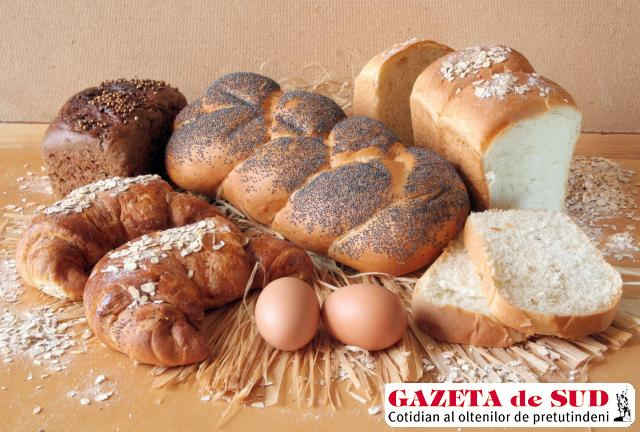 GAZETA de SUD
Cotidian al oltenilor de pretutindeni